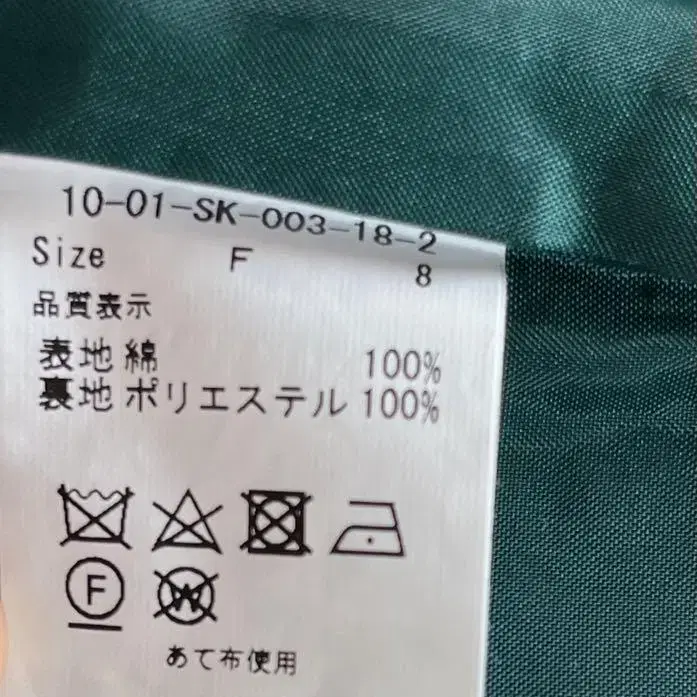 10-01-SK-003-18-2
Size F 8
品質表示
表地 綿 100%
裏地 ポリエステル 100%
F W
あて布使用